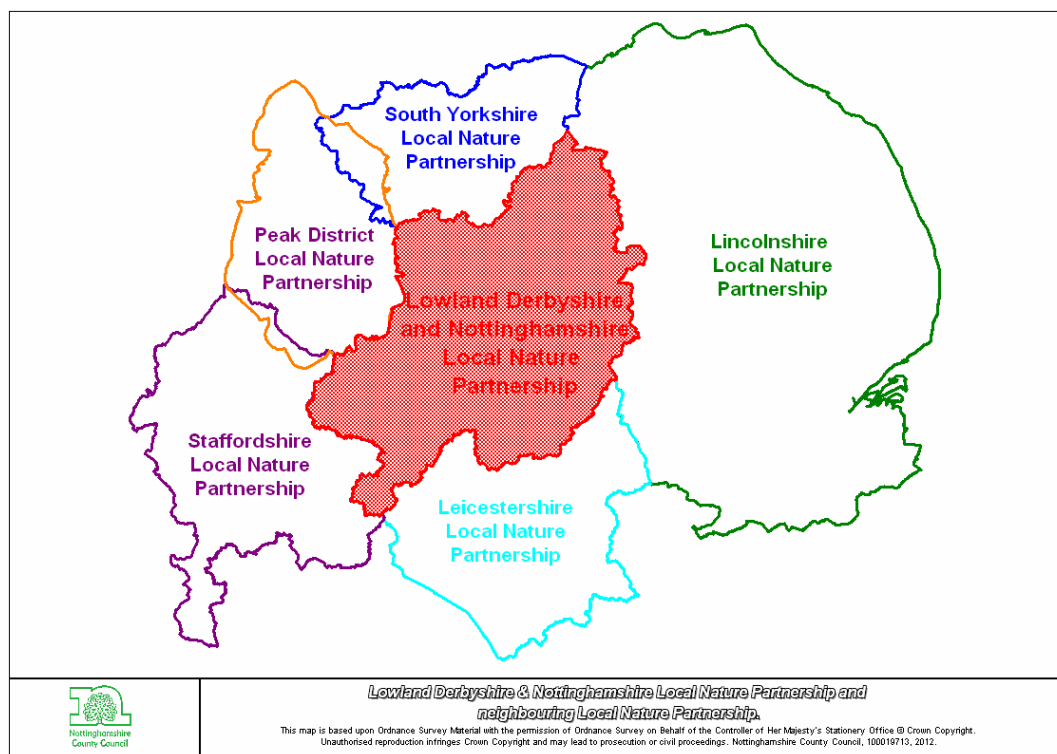 South Yorkshire
Local Nature
Partnership
Peak District
Local Nature
Partnership
Lincolnshire
Local Nature
Partnership
Lowland Derbyshire
and Nottinghamshire
Local Nature
Partnership
Staffordshire
Local Nature
Partnership
Leicestershire
Local Nature
Partnership
Nottinghamshire
County Council
Lowland Derbyshire & Nottinghamshire Local Nature Partnership and
neighbouring Local Nature Partnership.
This map is based upon Ordnance Survey Material with the permission of Ordnance Survey on Behalf of the Controller of Her Majesty's Stationery Office © Crown Copyright.
Unauthorised reproduction infringes Crown Copyright and may lead to prosecution or civil proceedings. Nottinghamshire County Council, 100019713, 2012.